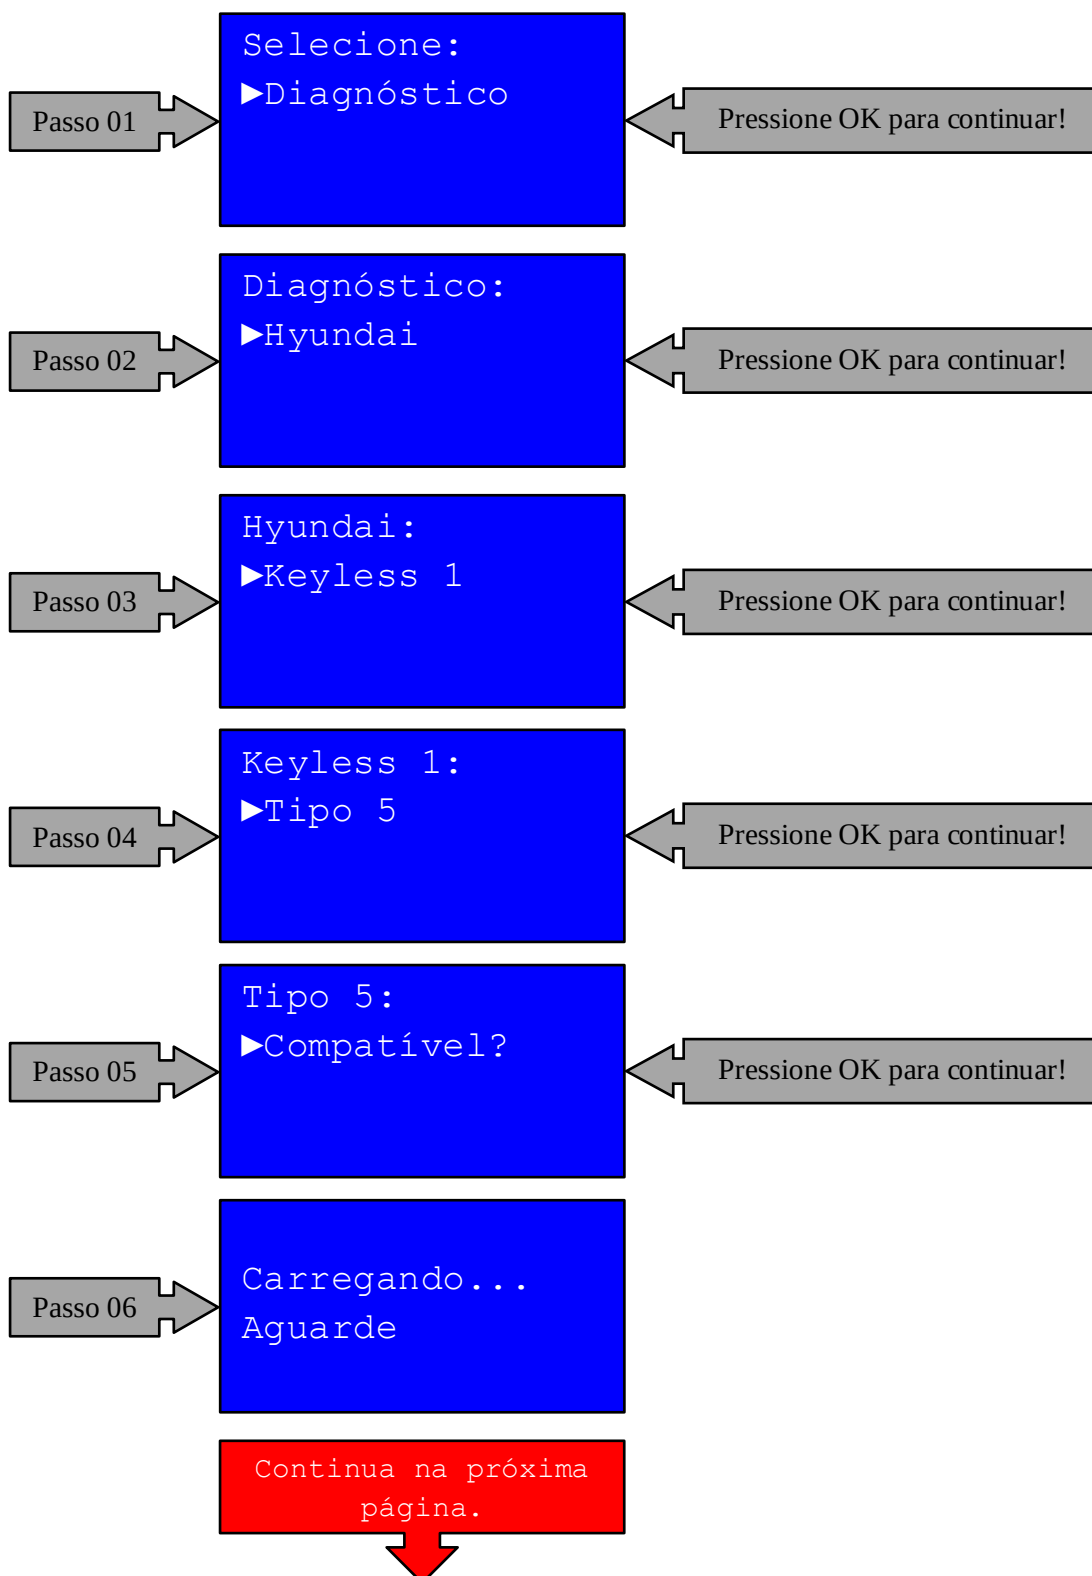 Selecione:
►Diagnóstico
Passo 01
Pressione OK para continuar!
Diagnóstico:
►Hyundai
Passo 02
Pressione OK para continuar!
Hyundai:
►Keyless 1
Passo 03
Pressione OK para continuar!
Keyless 1:
►Tipo 5
Passo 04
Pressione OK para continuar!
Tipo 5:
►Compatível?
Passo 05
Pressione OK para continuar!
Carregando...
Aguarde
Passo 06
Continua na próxima
página.